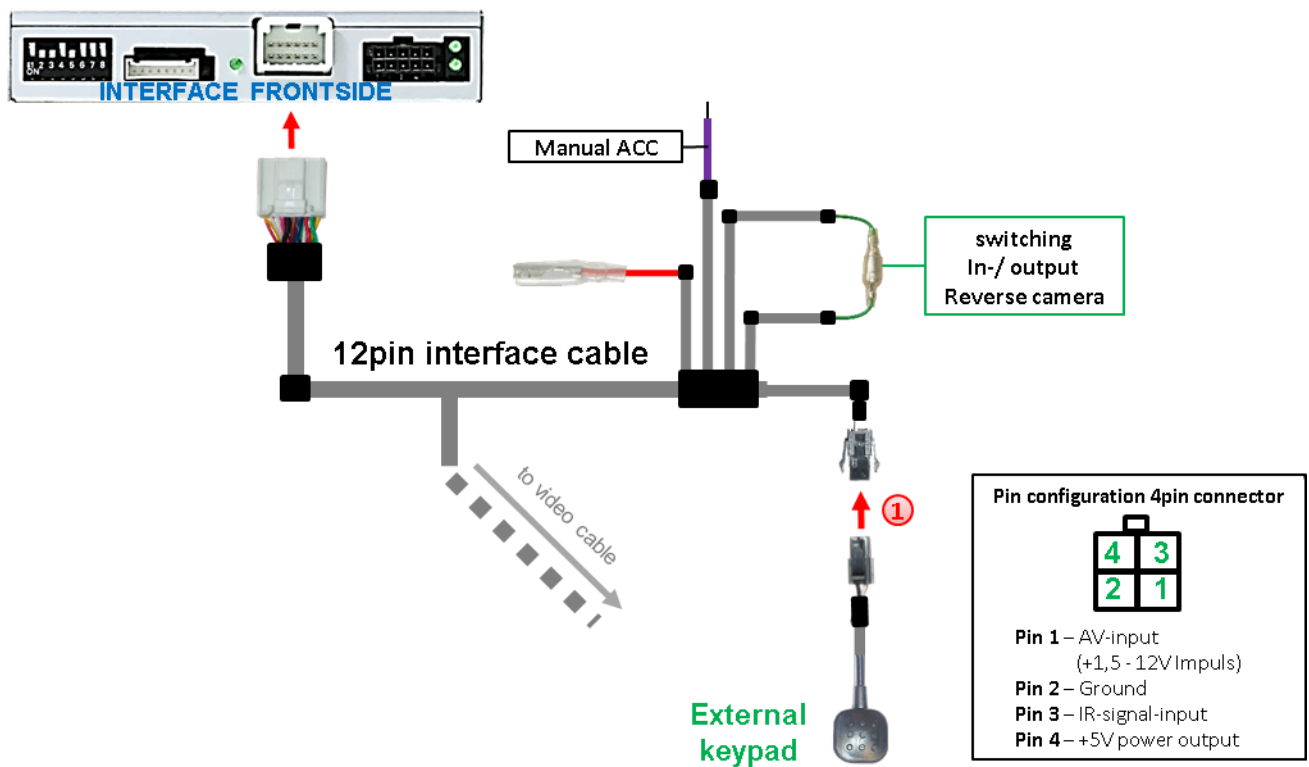 1 2 3 4 5 6 7 8
ON
INTERFACE FRONTSIDE
Manual ACC
switching
In-/ output
Reverse camera
12pin interface cable
to video cable
1
Pin configuration 4pin connector
4 3
2 1
Pin 1 – AV-input
(+1,5 - 12V Impuls)
Pin 2 – Ground
Pin 3 – IR-signal-input
Pin 4 – +5V power output
External
keypad